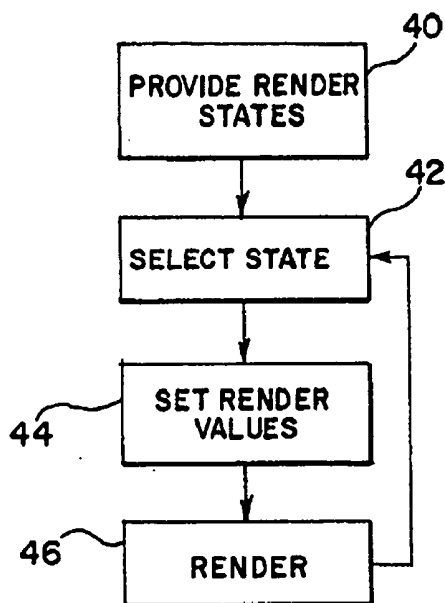 40
PROVIDE RENDER
STATES
42
SELECT STATE
44
SET RENDER
VALUES
46
RENDER